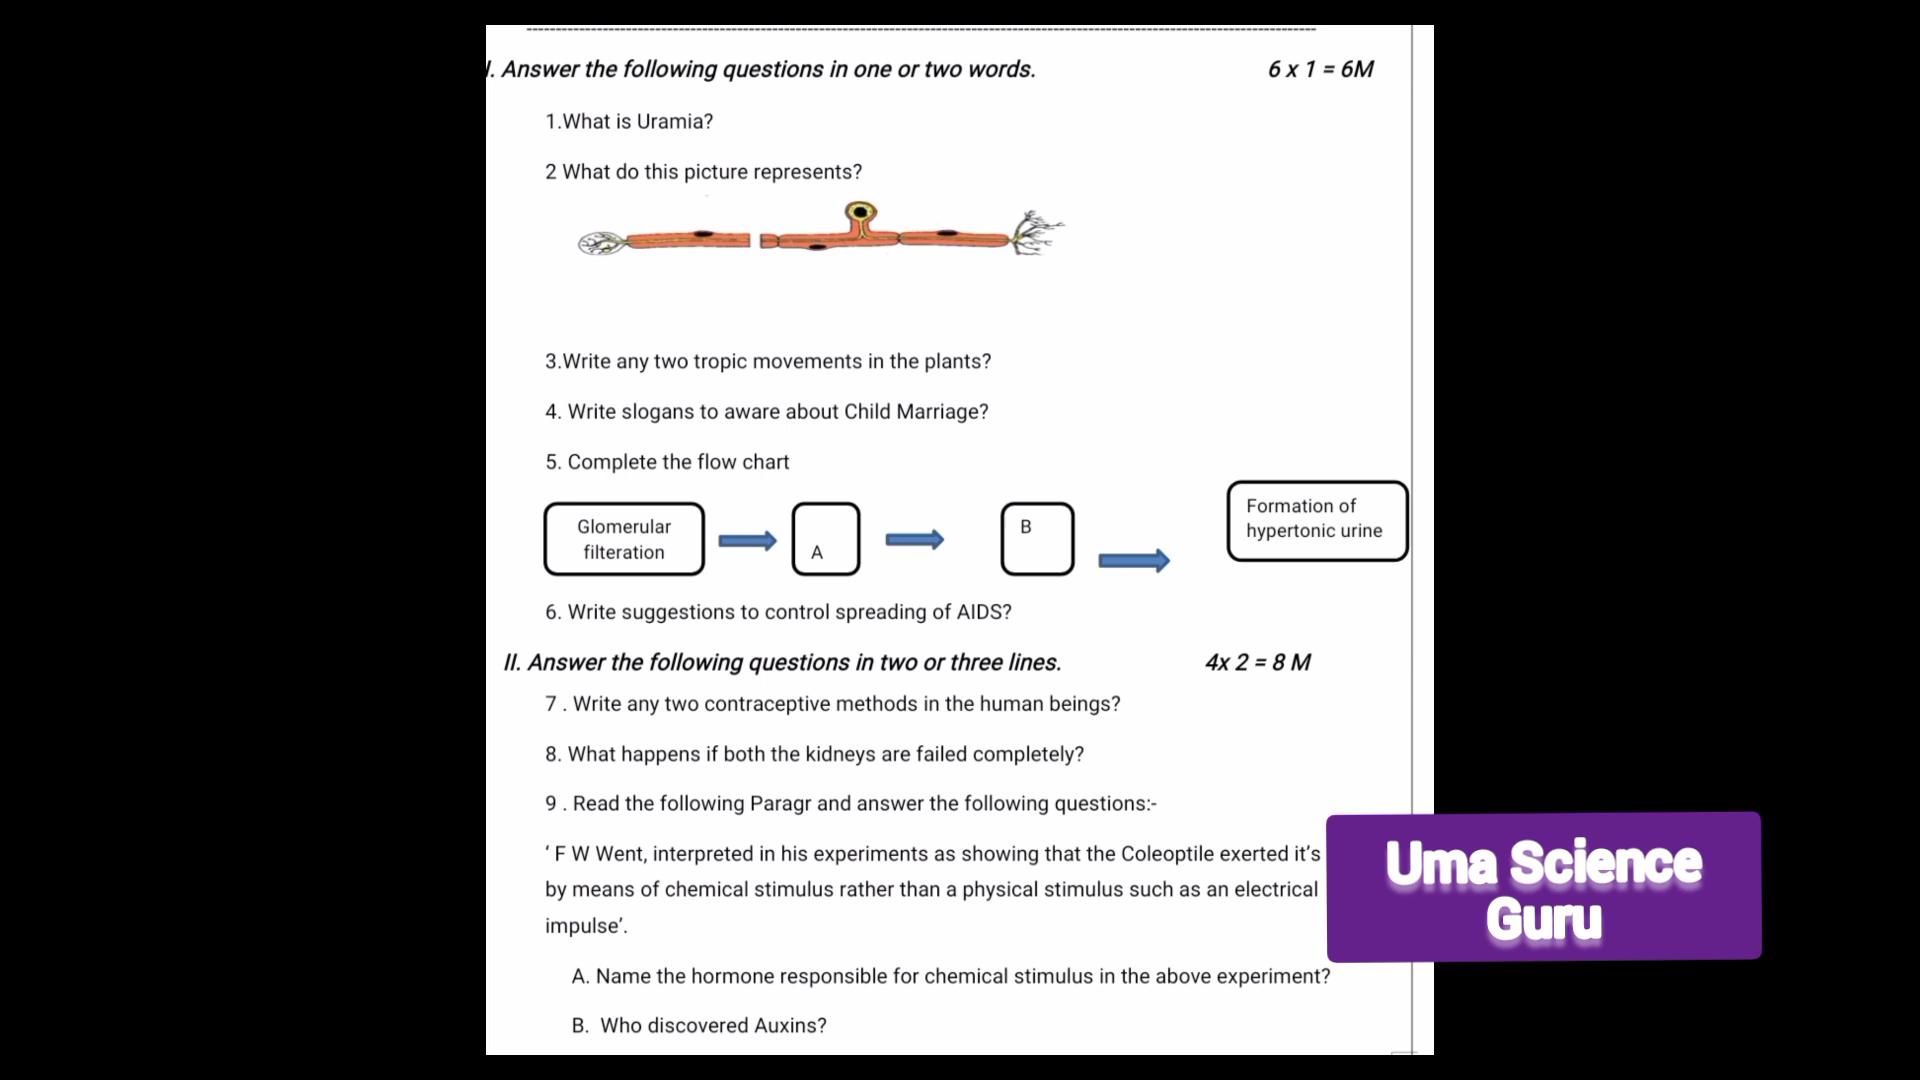 I. Answer the following questions in one or two words. 6 x 1 = 6M
1.What is Uramia?
2 What do this picture represents?
3.Write any two tropic movements in the plants?
4. Write slogans to aware about Child Marriage?
5. Complete the flow chart
Glomerular
filteration
A
B
Formation of
hypertonic urine
6. Write suggestions to control spreading of AIDS?
II. Answer the following questions in two or three lines. 4x 2 = 8 M
7 . Write any two contraceptive methods in the human beings?
8. What happens if both the kidneys are failed completely?
9 . Read the following Paragr and answer the following questions:-
‘ F W Went, interpreted in his experiments as showing that the Coleoptile exerted it’s
by means of chemical stimulus rather than a physical stimulus such as an electrical
impulse’.
A. Name the hormone responsible for chemical stimulus in the above experiment?
B. Who discovered Auxins?
Uma Science
Guru